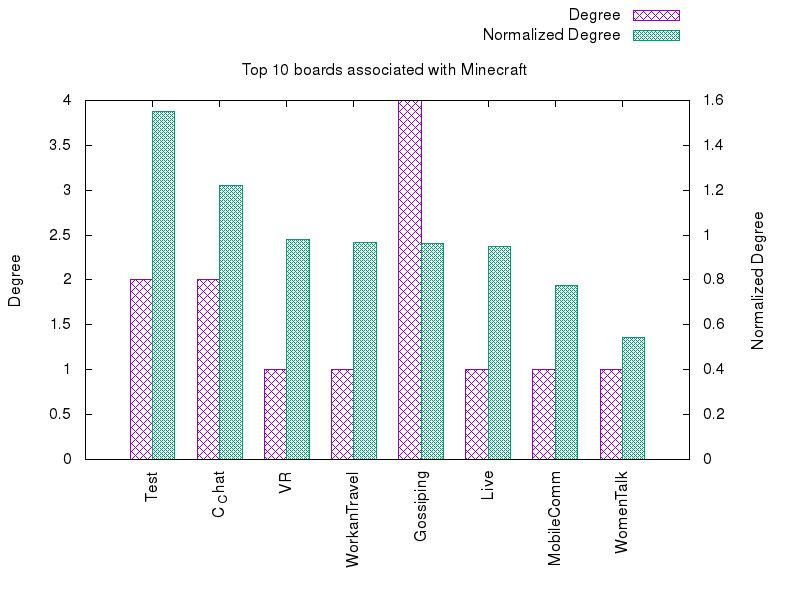 Degree
Normalized Degree
Top 10 boards associated with Minecraft
4
3.5
3
2.5
2
1.5
1
0.5
0
1.6
1.4
1.2
1
0.8
0.6
0.4
0.2
0
Degree
Normalized Degree
Test
C_Chat
VR
WorkanTravel
Gossiping
Live
MobileComm
WomenTalk